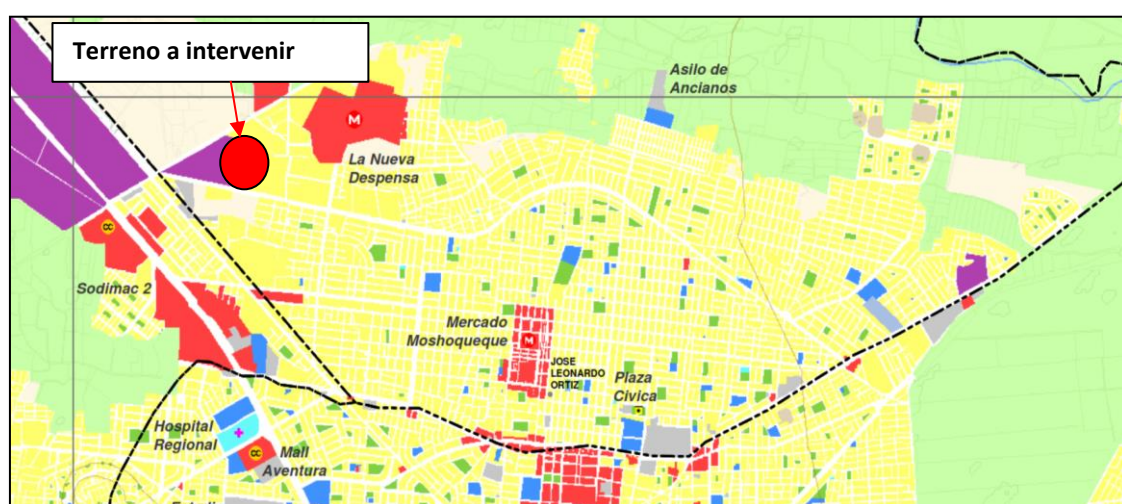 Terreno a intervenir
Asilo de
Ancianos
M
La Nueva
Despensa
CC
Sodimac 2
Mercado
Moshoqueque
M
JOSE
LEONARDO
ORTIZ
Plaza
Civica
Hospital
Regional
CC
Mall
Aventura